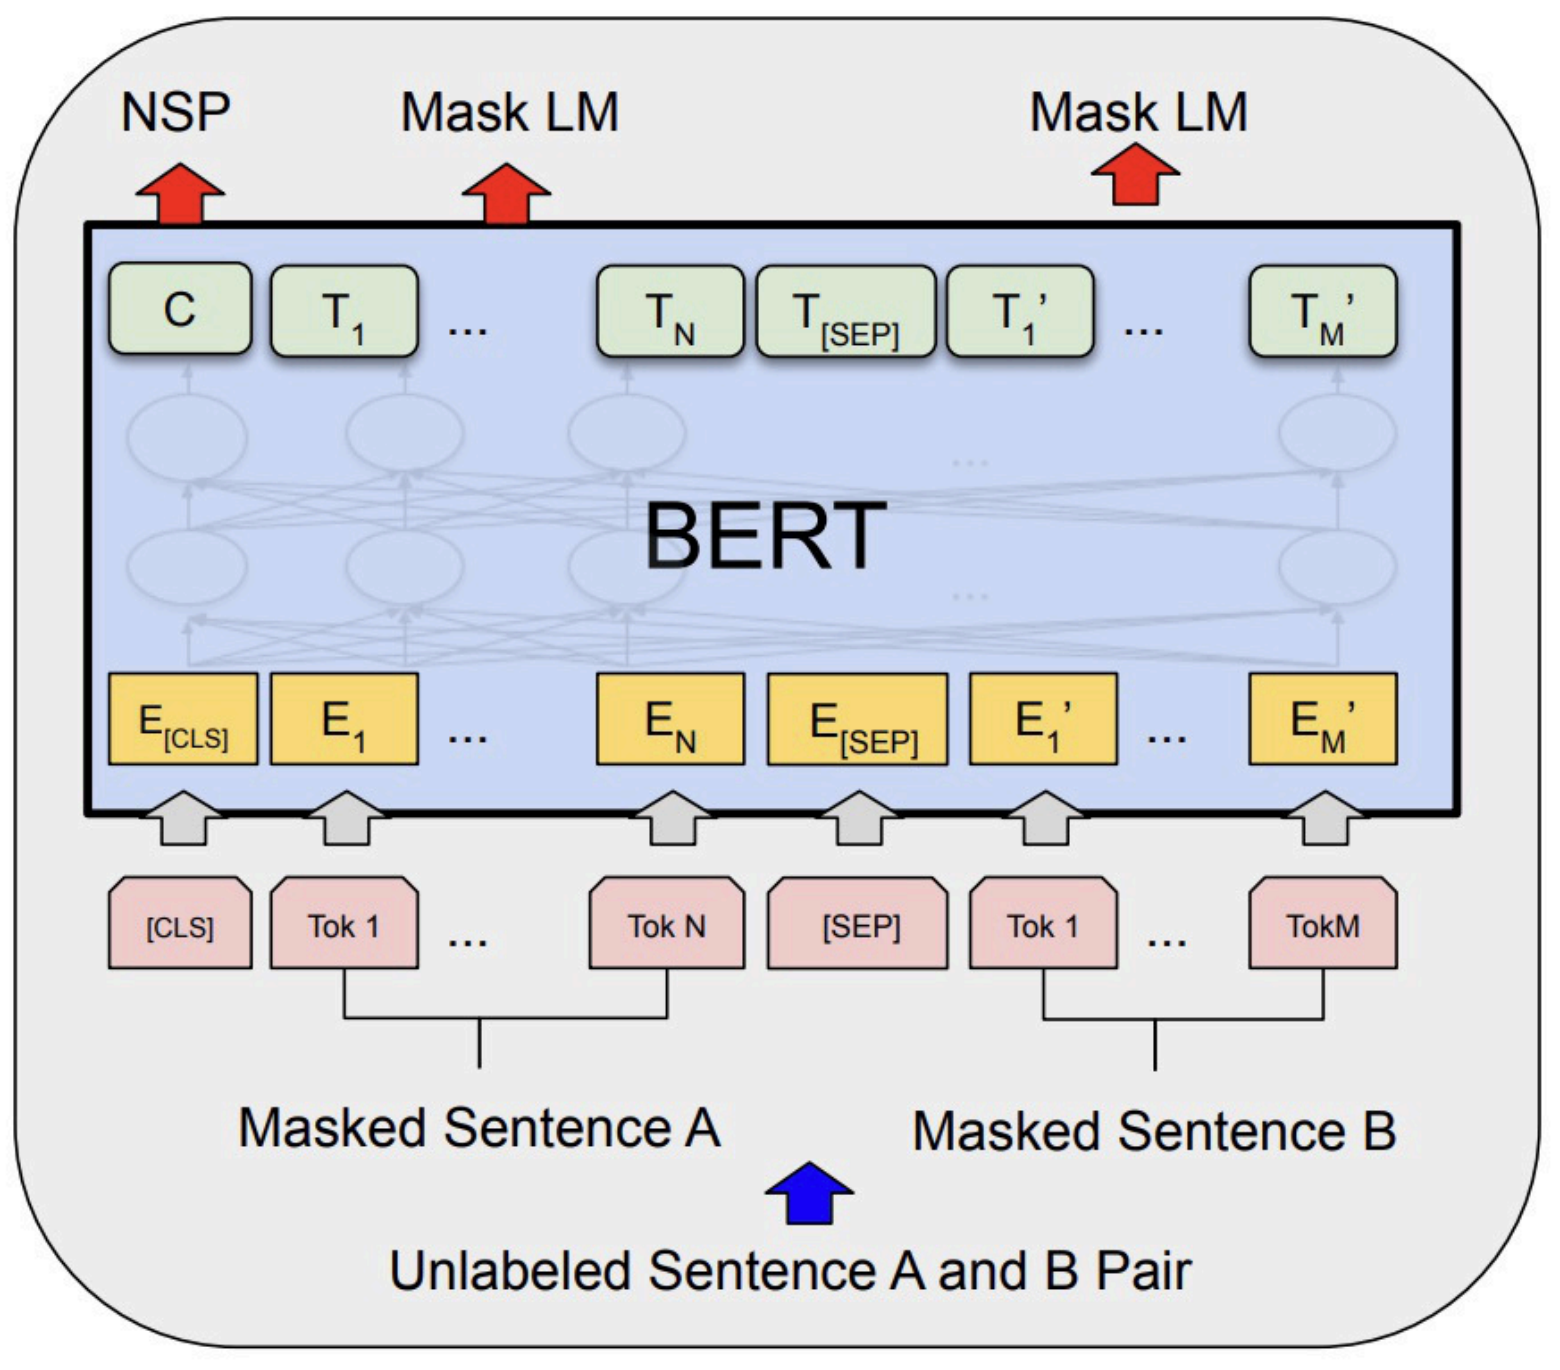 NSP Mask LM Mask LM
C T1 ... TN T[SEP] T1’ ... TM’
...
BERT
...
E[CLS] E1 ... EN E[SEP] E1’ ... EM’
[CLS] Tok 1 ... Tok N [SEP] Tok 1 ... TokM
Masked Sentence A Masked Sentence B
Unlabeled Sentence A and B Pair